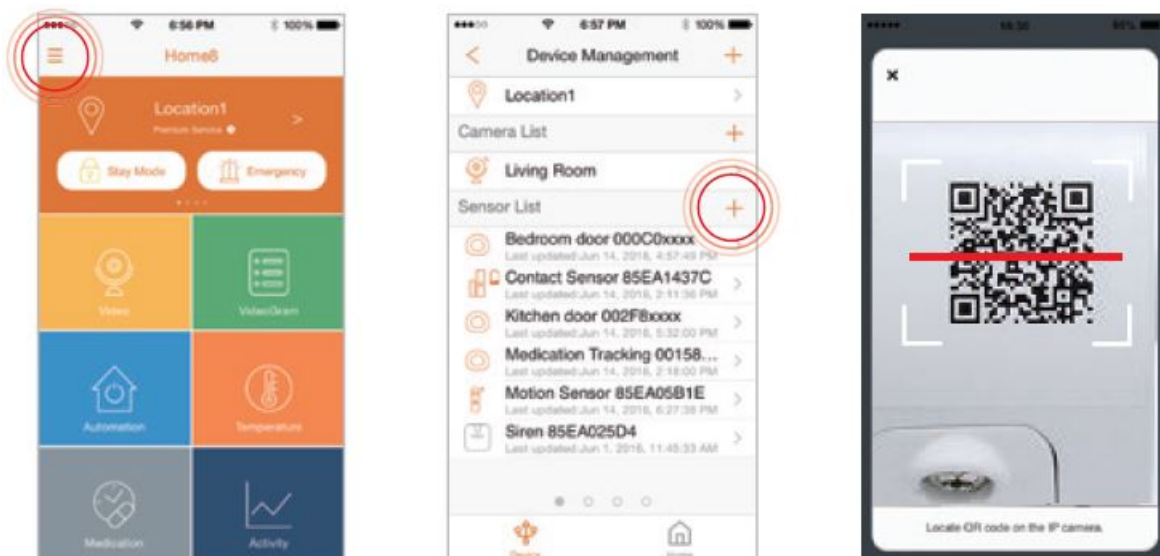 6:56 PM
100%
Home8
Location1
Premium Service
>
Stay Mode
Emergency
Video
VideoGram
Automation
Temperature
Medication
Activity
6:57 PM
100%
< Device Management +
Location1 >
Camera List +
Living Room
Sensor List +
Bedroom door 000C0xxxx
Last updated:Jun 14, 2016, 4:57:49 PM
Contact Sensor 85EA1437C
Last updated:Jun 14, 2016, 2:11:36 PM
Kitchen door 002F8xxxx
Last updated:Jun 14, 2016, 5:32:00 PM
Medication Tracking 00158...
Last updated:Jun 14, 2016, 2:18:00 PM
Motion Sensor 85EA05B1E
Last updated:Jun 14, 2016, 6:27:38 PM
Siren 85EA025D4
Last updated:Jun 1, 2016, 11:45:33 AM
Device
Home
×
Locate QR code on the IP camera.